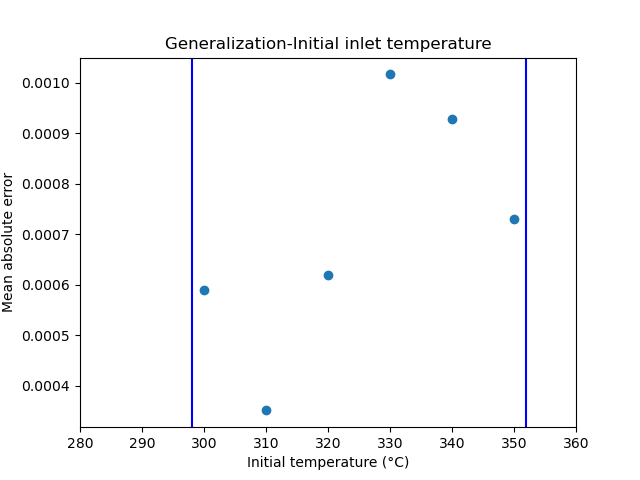 Generalization-Initial inlet temperature
Mean absolute error
0.0010
0.0009
0.0008
0.0007
0.0006
0.0005
0.0004
280 290 300 310 320 330 340 350 360
Initial temperature (°C)